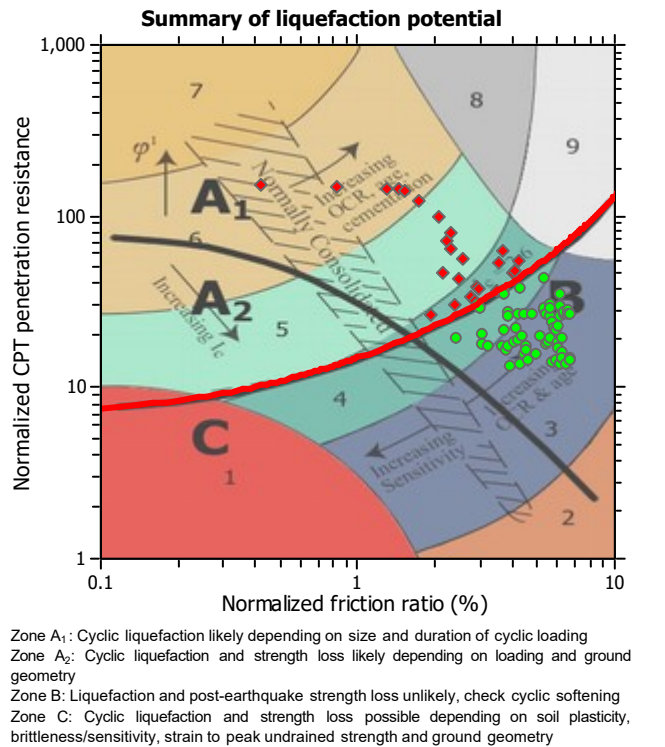 Summary of liquefaction potential
Normalized CPT penetration resistance
1,000
100
10
1
7
8
9
φ'
A1
Normally Consolidated
Increasing
OCR, age,
cementation
6
A2
Increasing Ic
5
B
4
Increasing
OCR & age
C
1
Increasing
Sensitivity
3
2
0.1
1
10
Normalized friction ratio (%)
Zone A1: Cyclic liquefaction likely depending on size and duration of cyclic loading
Zone A2: Cyclic liquefaction and strength loss likely depending on loading and ground
geometry
Zone B: Liquefaction and post-earthquake strength loss unlikely, check cyclic softening
Zone C: Cyclic liquefaction and strength loss possible depending on soil plasticity,
brittleness/sensitivity, strain to peak undrained strength and ground geometry